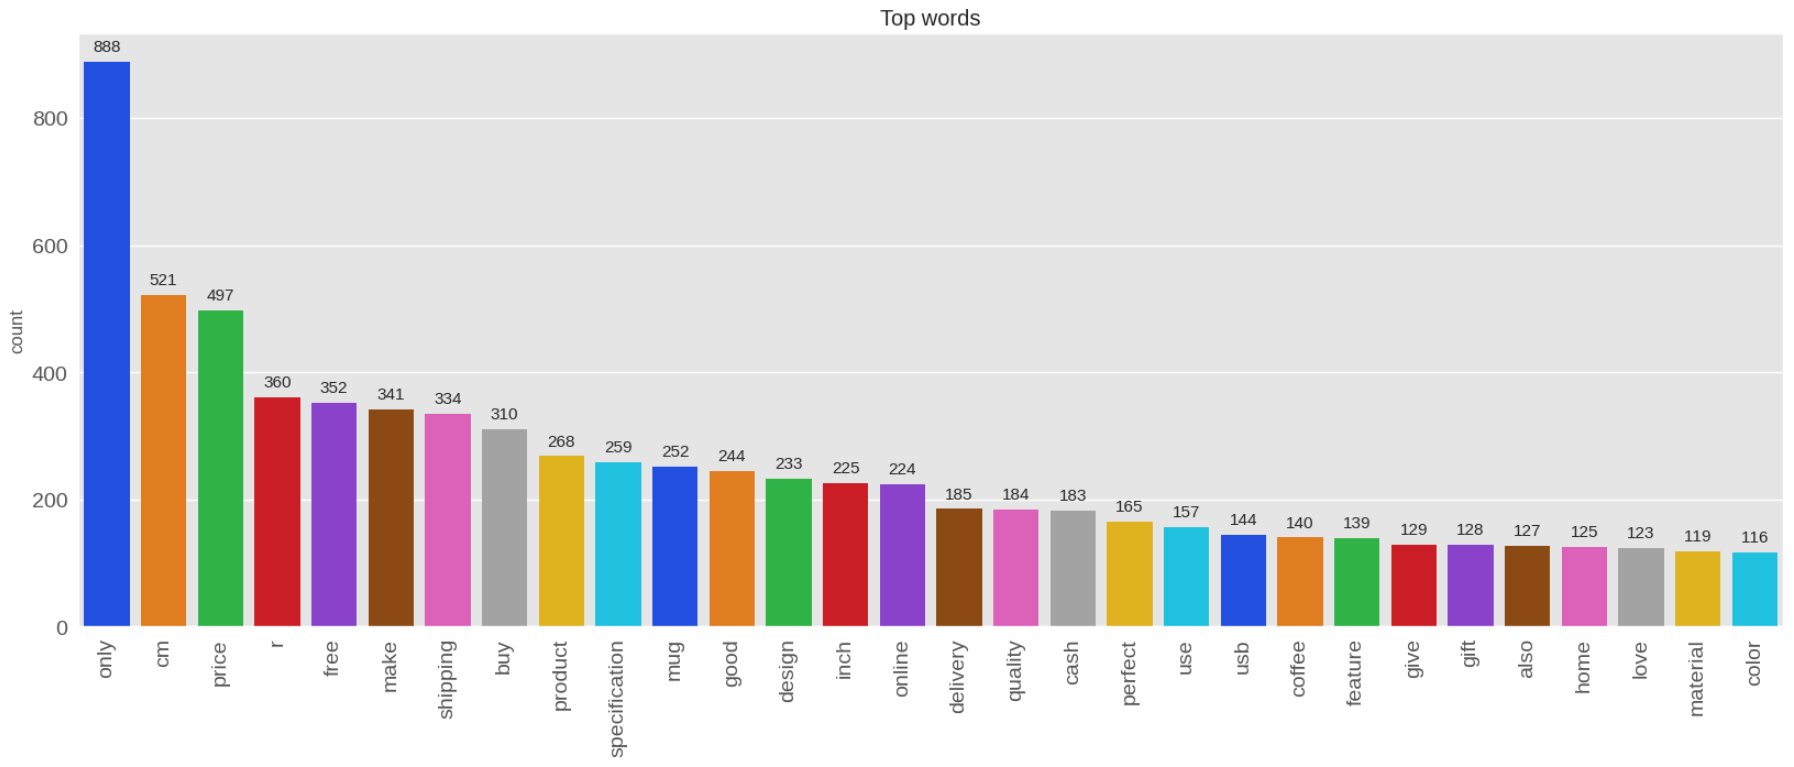 Top words
888
521
497
360
352
341
334
310
268
259
252
244
233
225
224
185
184
183
165
157
144
140
139
129
128
127
125
123
119
116
800
600
400
200
0
count
only
cm
price
r
free
make
shipping
buy
product
specification
mug
good
design
inch
online
delivery
quality
cash
perfect
use
usb
coffee
feature
give
gift
also
home
love
material
color